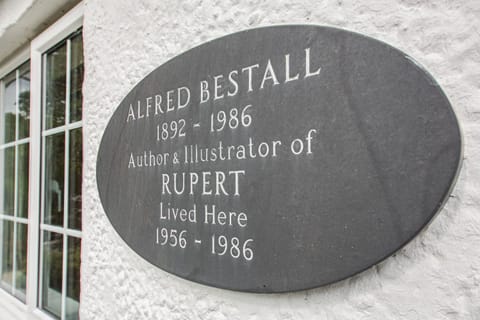 ALFRED BESTALL
1892 - 1986
Author & Illustrator of
RUPERT
Lived Here
1956 - 1986